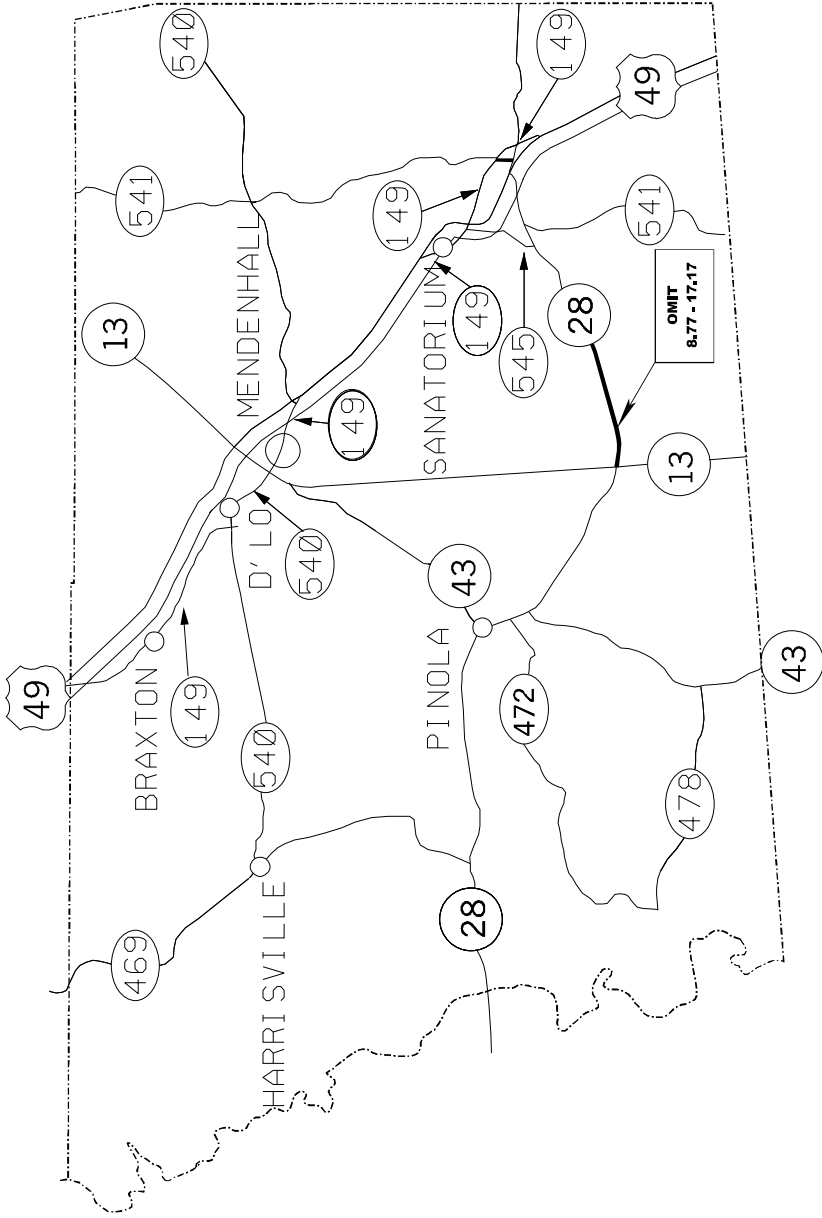 540
149
49
541
149
541
13
MENDENHALL
149
OMIT
8.77 - 17.17
28
545
SANATORIUM
149
13
D'LO
540
43
49
BRAXTON
149
PINOLA
472
43
540
478
HARRISVILLE
28
469